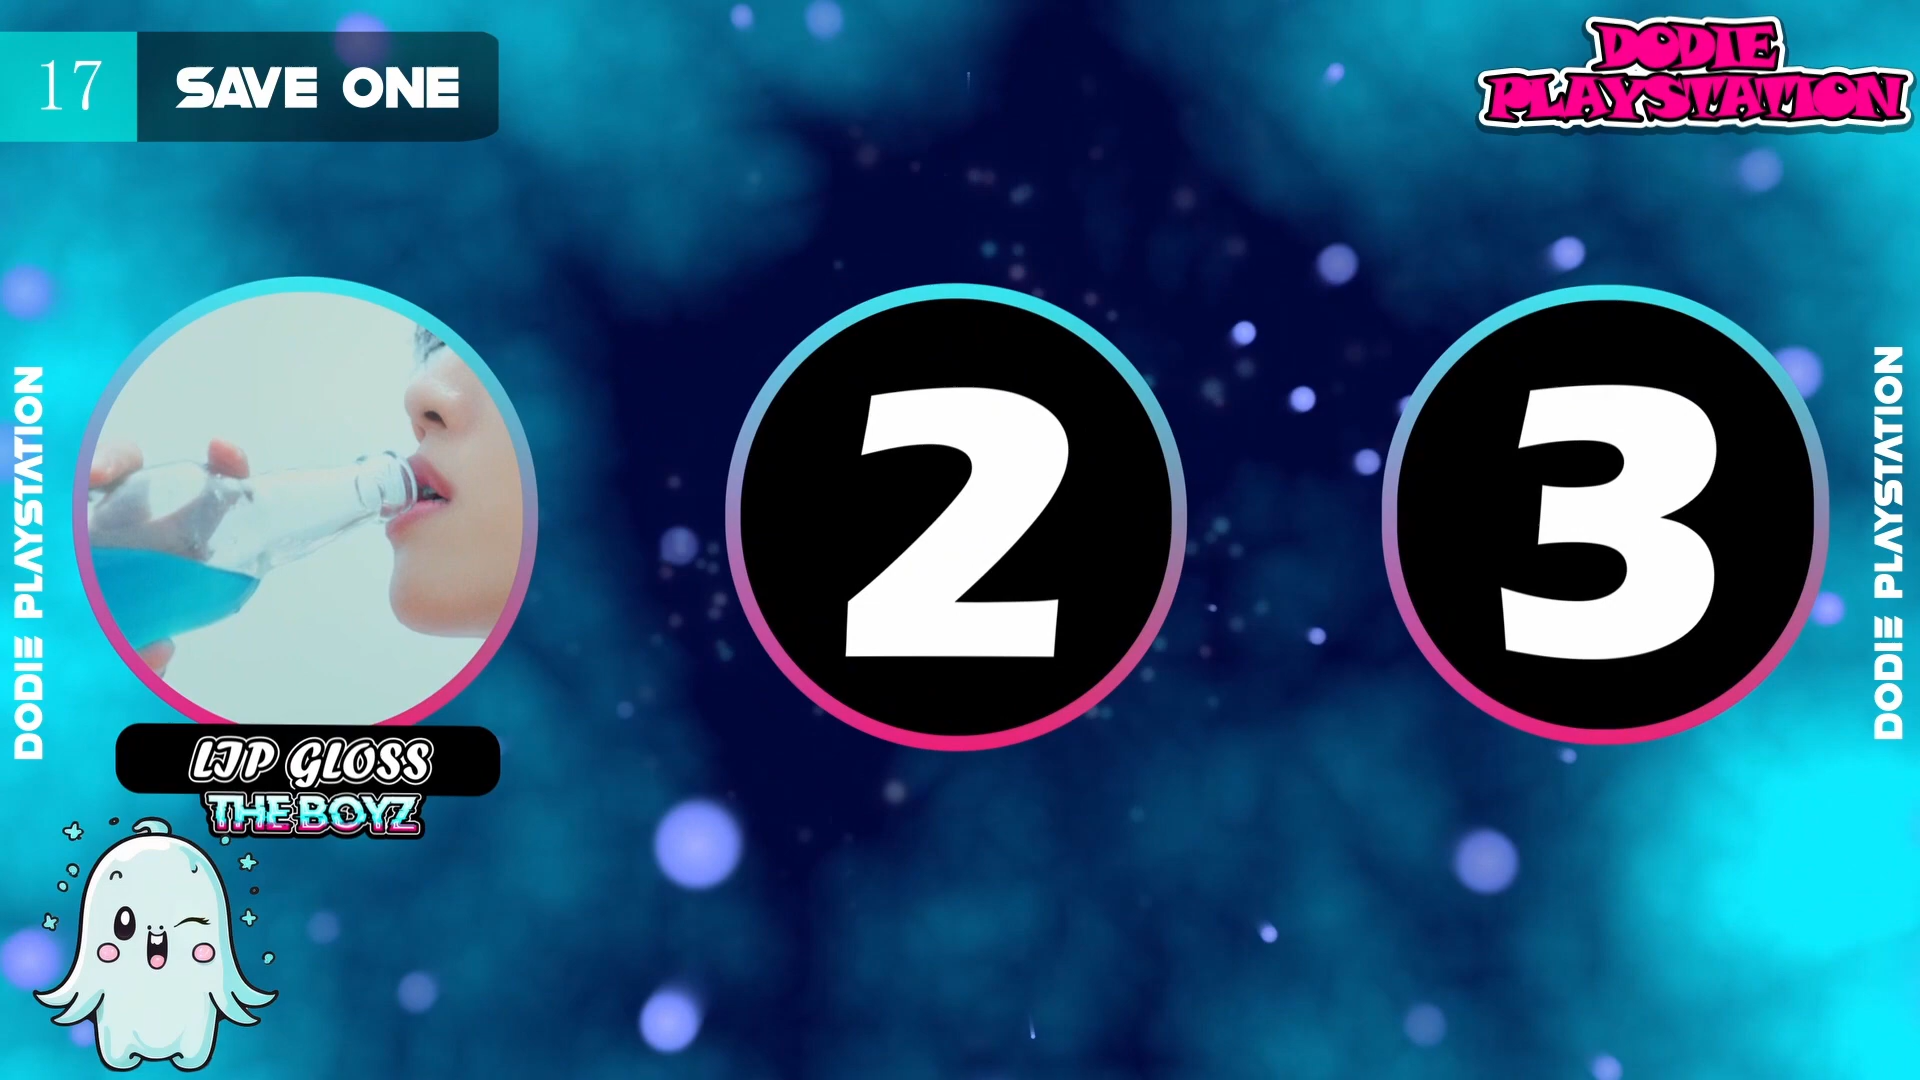 17
SAVE ONE
DODIE
PLAYSTATION
DODIE PLAYSTATION
2
3
DODIE PLAYSTATION
LIP GLOSS
THE BOYZ